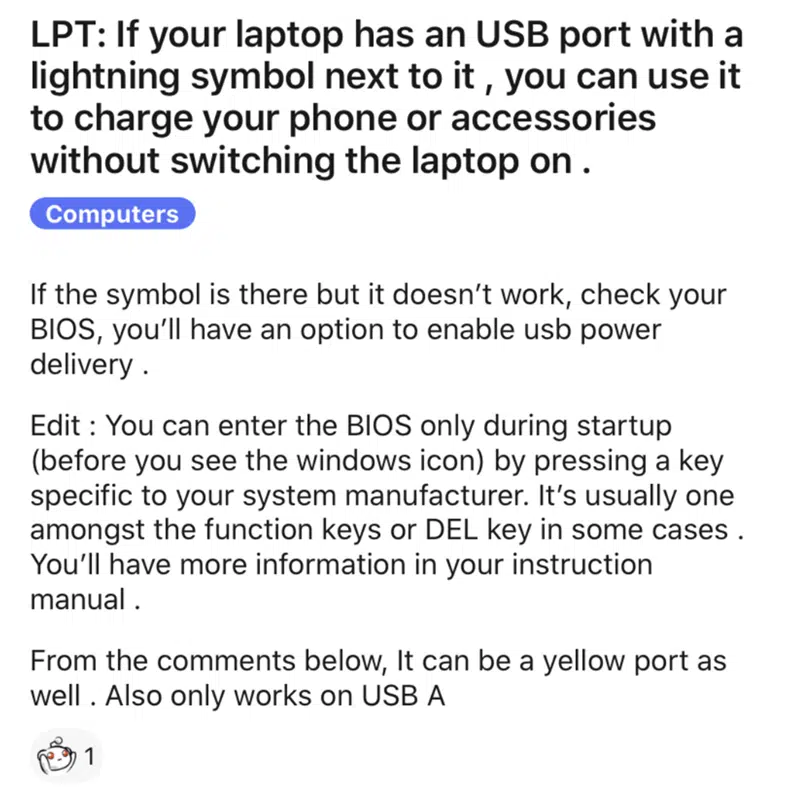 LPT: If your laptop has an USB port with a
lightning symbol next to it , you can use it
to charge your phone or accessories
without switching the laptop on .
Computers
If the symbol is there but it doesn’t work, check your
BIOS, you’ll have an option to enable usb power
delivery .
Edit : You can enter the BIOS only during startup
(before you see the windows icon) by pressing a key
specific to your system manufacturer. It’s usually one
amongst the function keys or DEL key in some cases .
You’ll have more information in your instruction
manual .
From the comments below, It can be a yellow port as
well . Also only works on USB A
1